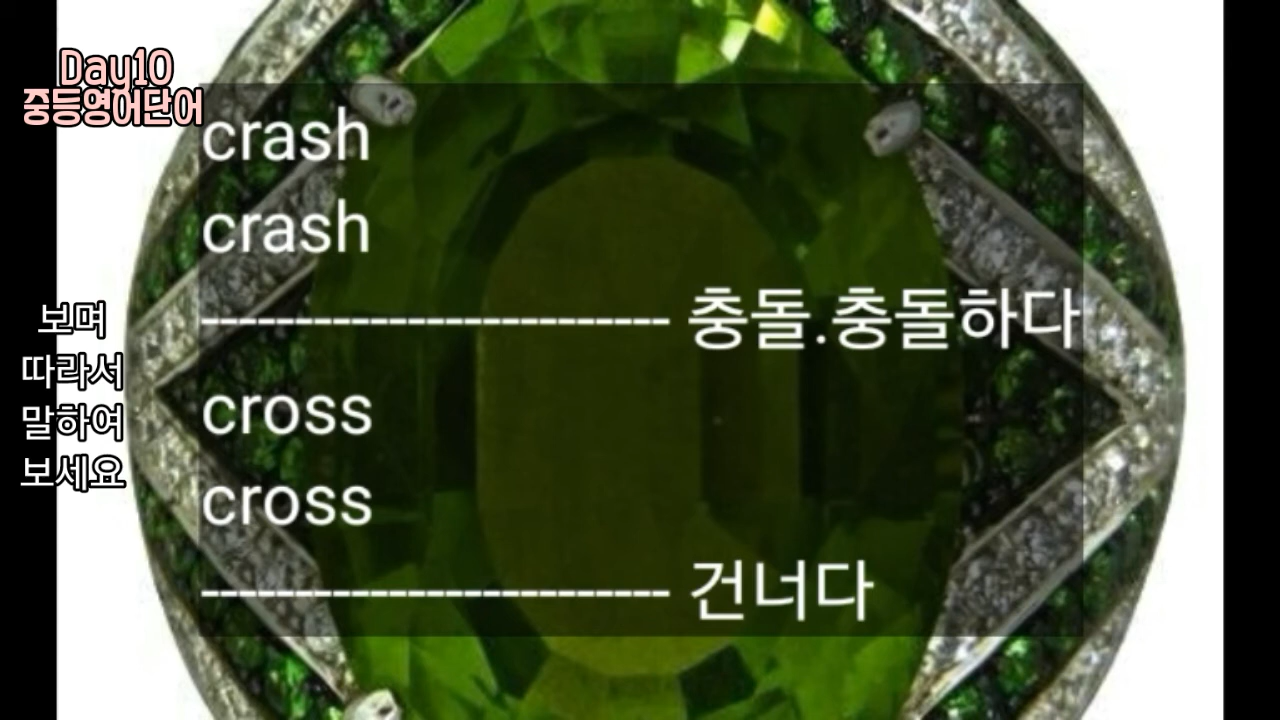 Day10
중등영어단어
crash
crash
------------------------- 충돌.충돌하다
cross
cross
------------------------- 건너다
보며
따라서
말하여
보세요